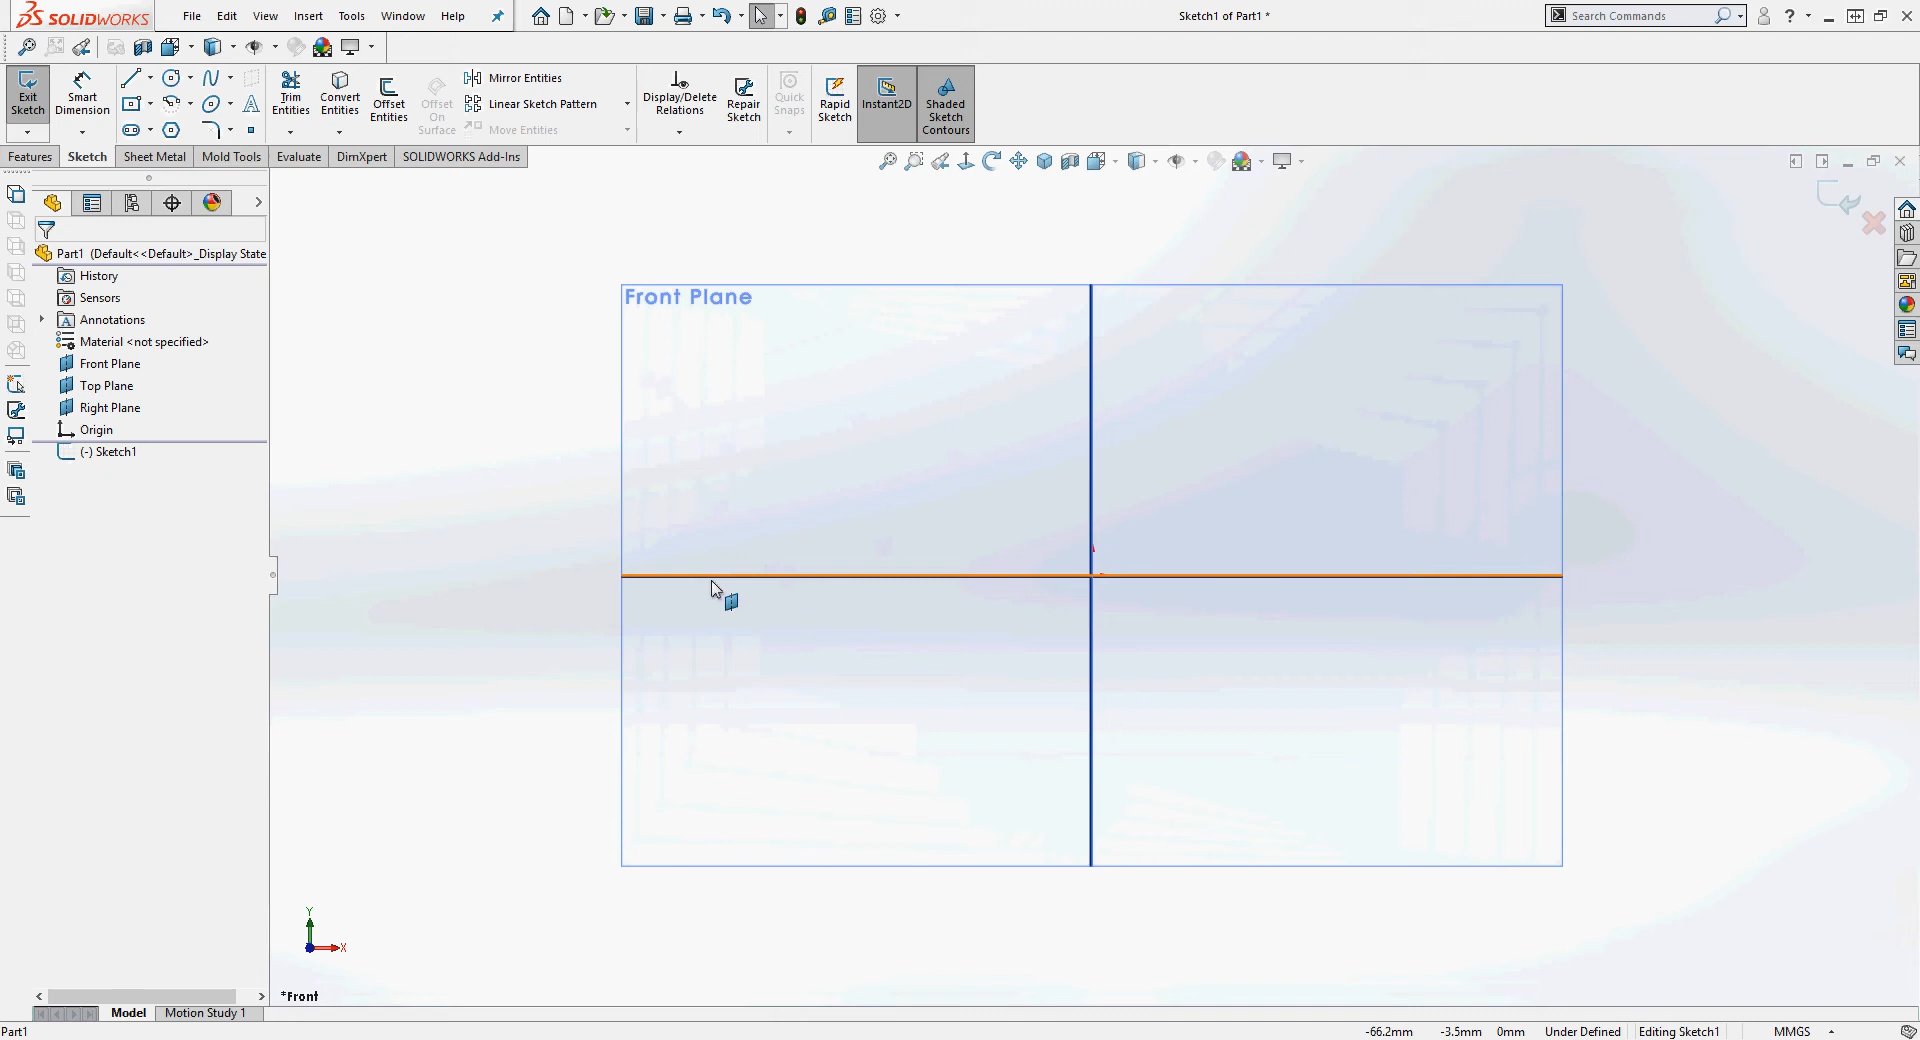 SOLIDWORKS File Edit View Insert Tools Window Help Sketch1 of Part1 * Search Commands ?
Exit Sketch
Smart Dimension
Trim Entities
Convert Entities
Offset Entities
Offset On Surface
Mirror Entities
Linear Sketch Pattern
Move Entities
Display/Delete Relations
Repair Sketch
Quick Snaps
Rapid Sketch
Instant2D
Shaded Sketch Contours
Features Sketch Sheet Metal Mold Tools Evaluate DimXpert SOLIDWORKS Add-Ins
Part1 (Default<<Default>_Display State
History
Sensors
Annotations
Material <not specified>
Front Plane
Top Plane
Right Plane
Origin
(-) Sketch1
Front Plane
Y
X
*Front
Model Motion Study 1
Part1 -66.2mm -3.5mm 0mm Under Defined Editing Sketch1 MMGS